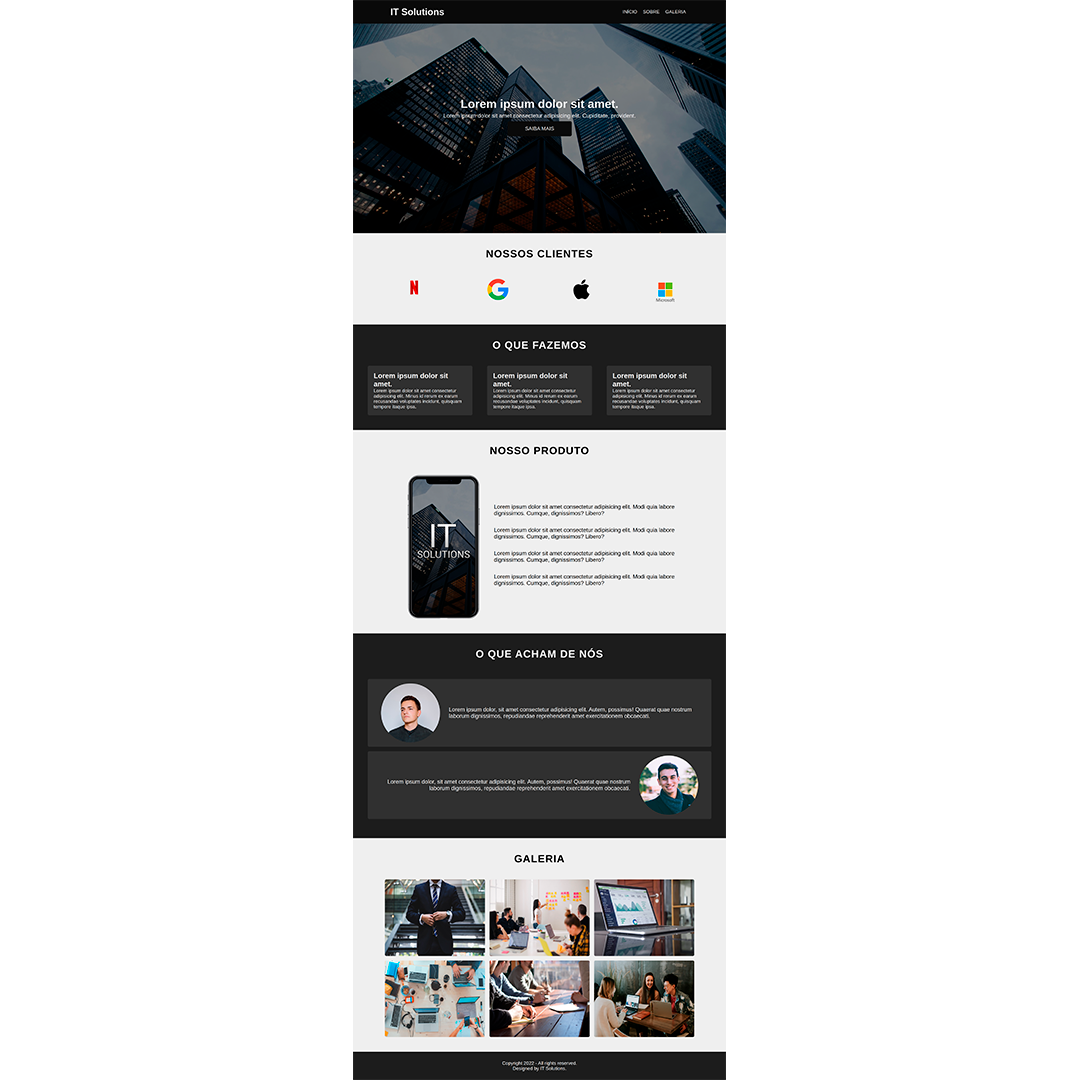 IT Solutions
INÍCIO SOBRE GALERIA
Lorem ipsum dolor sit amet.
Lorem ipsum dolor sit amet consectetur adipisicing elit. Cupiditate, provident.
SAIBA MAIS
NOSSOS CLIENTES
N
G
Microsoft
O QUE FAZEMOS
Lorem ipsum dolor sit
amet.
Lorem ipsum dolor sit amet consectetur
adipisicing elit. Minus id rerum ex earum
recusandae voluptates incidunt, quisquam
tempore itaque ipsa.
Lorem ipsum dolor sit
amet.
Lorem ipsum dolor sit amet consectetur
adipisicing elit. Minus id rerum ex earum
recusandae voluptates incidunt, quisquam
tempore itaque ipsa.
Lorem ipsum dolor sit
amet.
Lorem ipsum dolor sit amet consectetur
adipisicing elit. Minus id rerum ex earum
recusandae voluptates incidunt, quisquam
tempore itaque ipsa.
NOSSO PRODUTO
IT
SOLUTIONS
Lorem ipsum dolor sit amet consectetur adipisicing elit. Modi quia labore
dignissimos. Cumque, dignissimos? Libero?
Lorem ipsum dolor sit amet consectetur adipisicing elit. Modi quia labore
dignissimos. Cumque, dignissimos? Libero?
Lorem ipsum dolor sit amet consectetur adipisicing elit. Modi quia labore
dignissimos. Cumque, dignissimos? Libero?
Lorem ipsum dolor sit amet consectetur adipisicing elit. Modi quia labore
dignissimos. Cumque, dignissimos? Libero?
O QUE ACHAM DE NÓS
Lorem ipsum dolor, sit amet consectetur adipisicing elit. Autem, possimus! Quaerat quae nostrum
laborum dignissimos, repudiandae reprehenderit amet exercitationem obcaecati.
Lorem ipsum dolor, sit amet consectetur adipisicing elit. Autem, possimus! Quaerat quae nostrum
laborum dignissimos, repudiandae reprehenderit amet exercitationem obcaecati.
GALERIA
Copyright 2022 - All rights reserved.
Designed by IT Solutions.